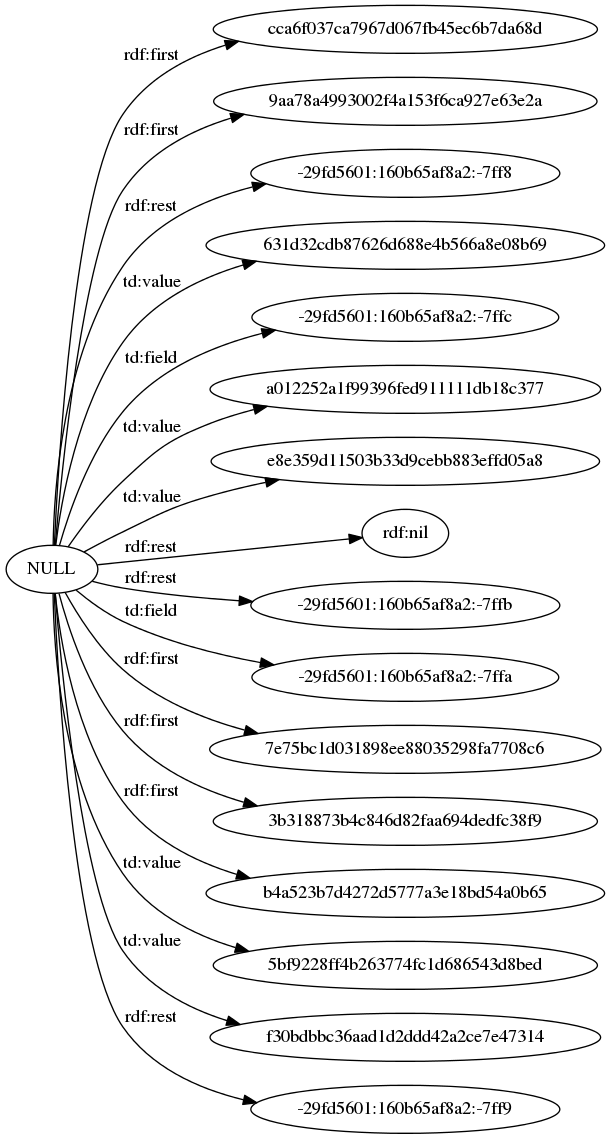 cca6f037ca7967d067fb45ec6b7da68d
rdf:first
9aa78a4993002f4a153f6ca927e63e2a
rdf:first
-29fd5601:160b65af8a2:-7ff8
rdf:rest
631d32cdb87626d688e4b566a8e08b69
td:value
-29fd5601:160b65af8a2:-7ffc
td:field
a012252a1f99396fed911111db18c377
td:value
e8e359d11503b33d9cebb883effd05a8
td:value
rdf:nil
rdf:rest
NULL
rdf:rest
-29fd5601:160b65af8a2:-7ffb
td:field
-29fd5601:160b65af8a2:-7ffa
rdf:first
7e75bc1d031898ee88035298fa7708c6
rdf:first
3b318873b4c846d82faa694dedfc38f9
rdf:first
b4a523b7d4272d5777a3e18bd54a0b65
td:value
5bf9228ff4b263774fc1d686543d8bed
td:value
f30bdbbc36aad1d2ddd42a2ce7e47314
rdf:rest
-29fd5601:160b65af8a2:-7ff9